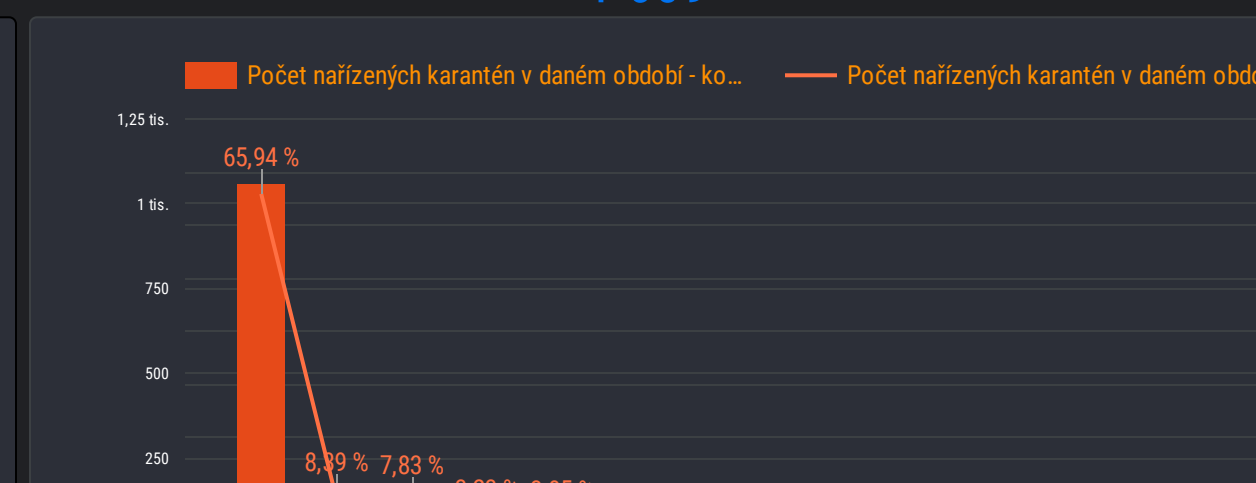 Počet nařízených karantén v daném období - ko…
Počet nařízených karantén v daném
1,25 tis.
65,94 %
1 tis.
750
500
250
8,39 %
7,83 %